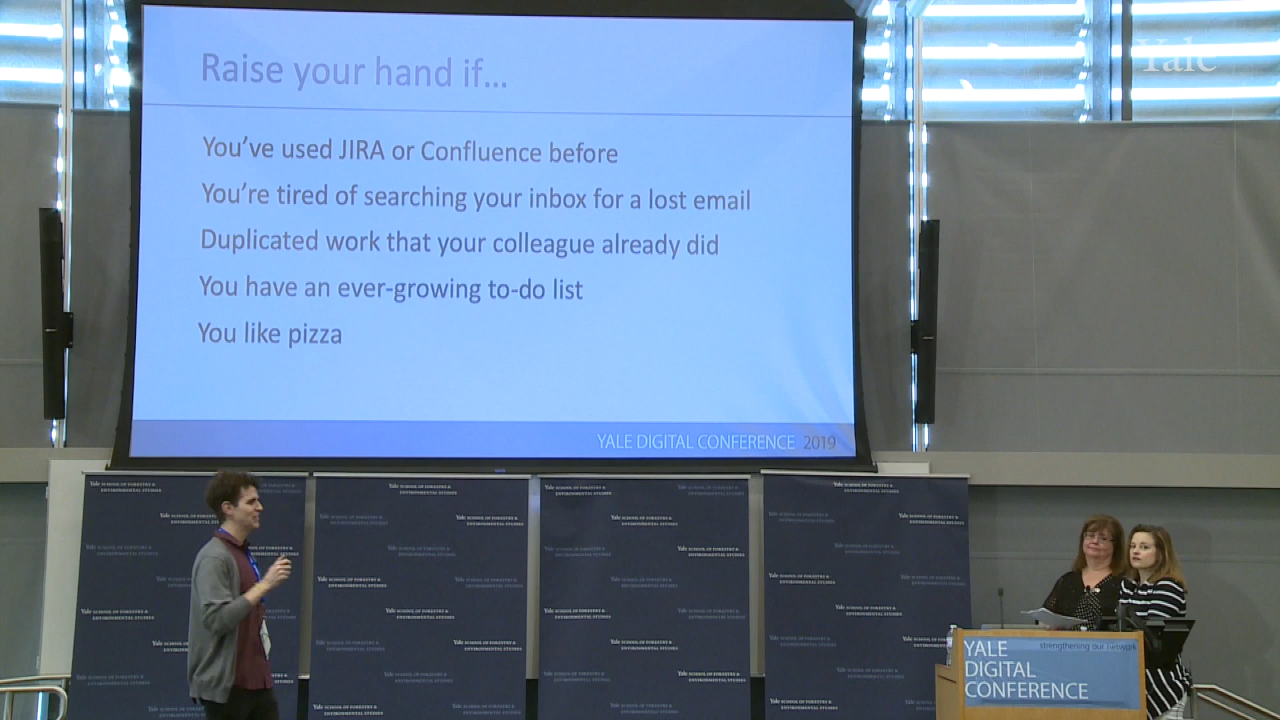 Yale
Raise your hand if...
You've used JIRA or Confluence before
You're tired of searching your inbox for a lost email
Duplicated work that your colleague already did
You have an ever-growing to-do list
You like pizza
YALE DIGITAL CONFERENCE 2019
Yale SCHOOL OF FORESTRY &
ENVIRONMENTAL STUDIES
strengthening our network
YALE
DIGITAL
CONFERENCE